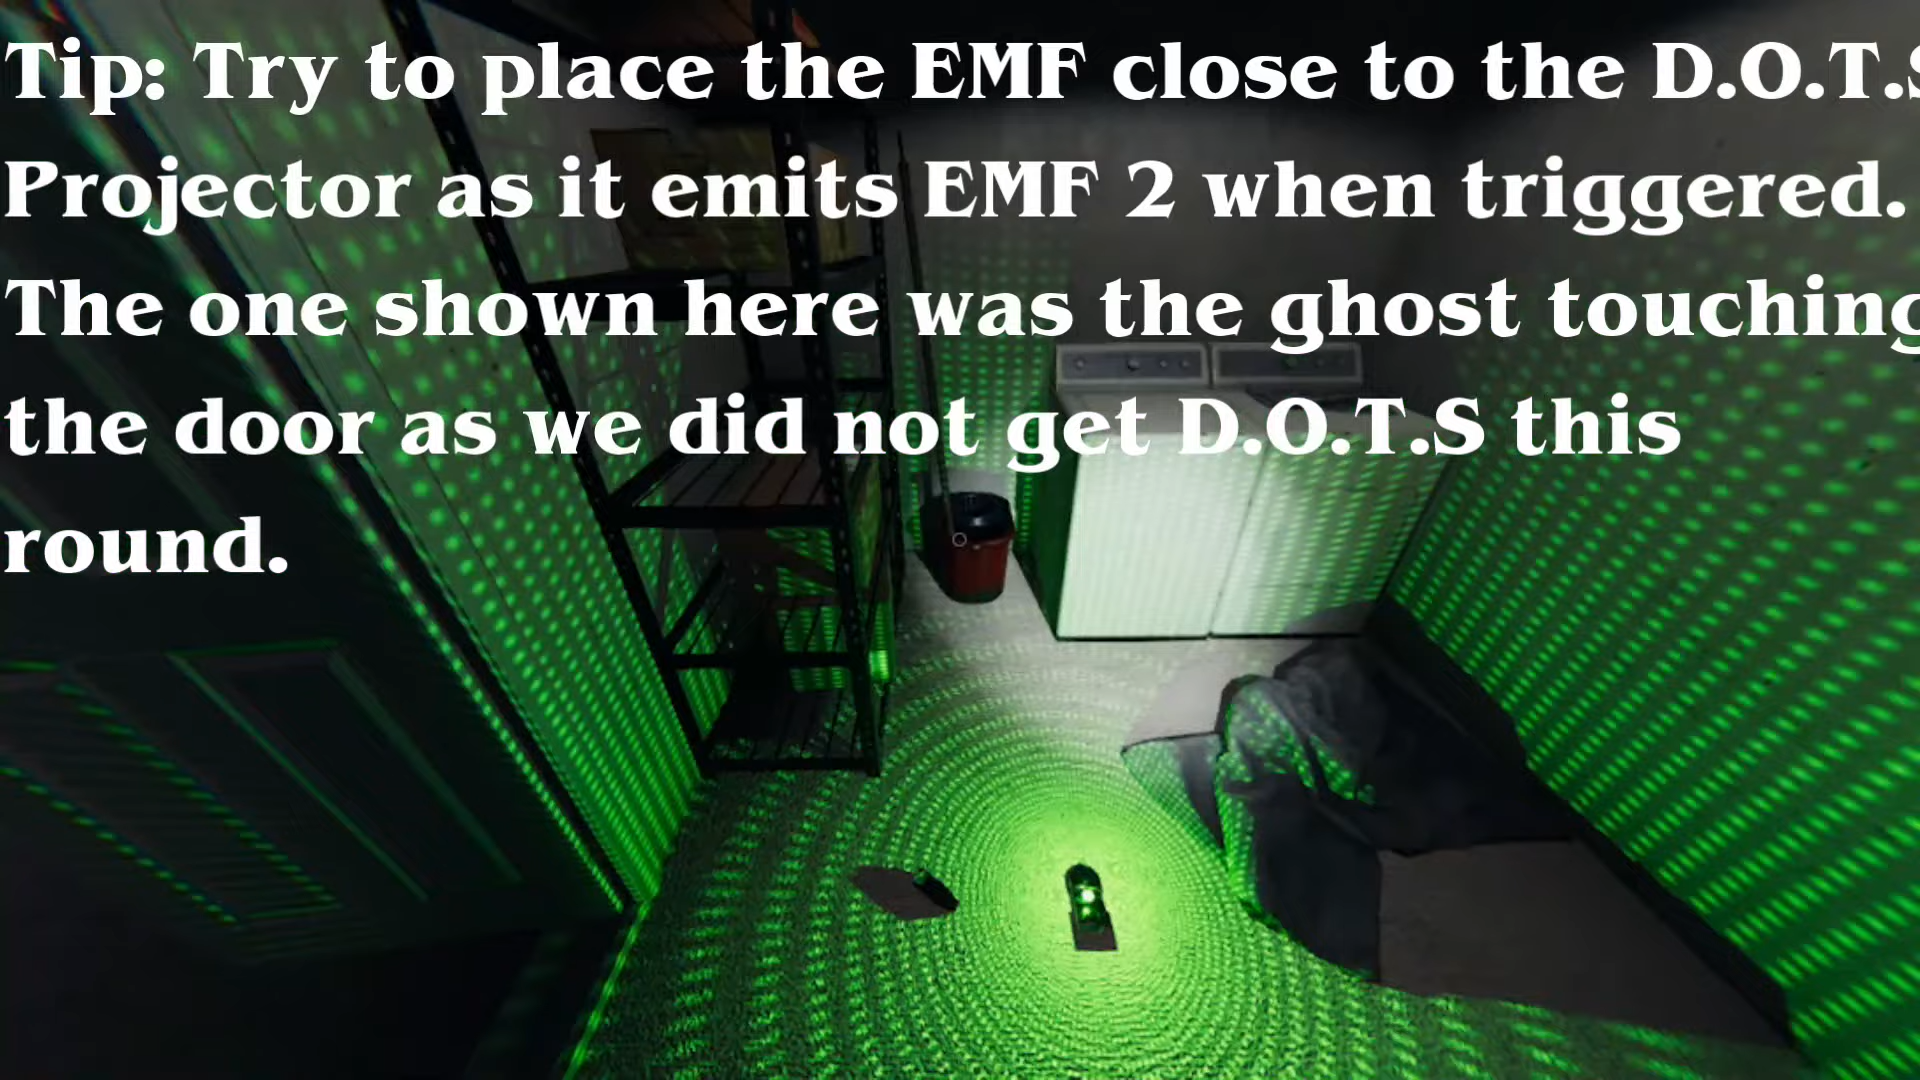 Tip: Try to place the EMF close to the D.O.T.S
Projector as it emits EMF 2 when triggered.
The one shown here was the ghost touching
the door as we did not get D.O.T.S this
round.